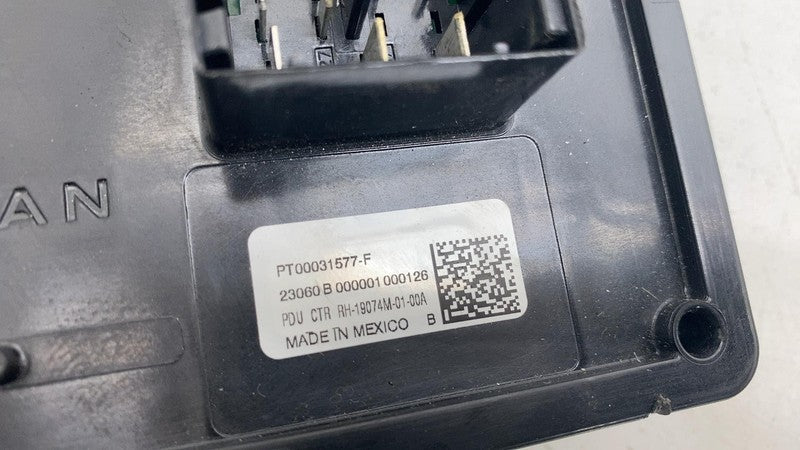 AN
PT00031577-F
23060 B 000001 000126
PDU CTR RH-19074M-01-00A
MADE IN MEXICO B